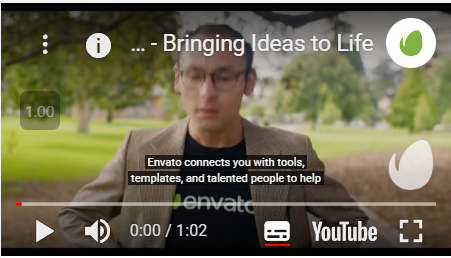 ... - Bringing Ideas to Life
1.00
Envato connects you with tools,
templates, and talented people to help
envato
0:00 / 1:02
YouTube